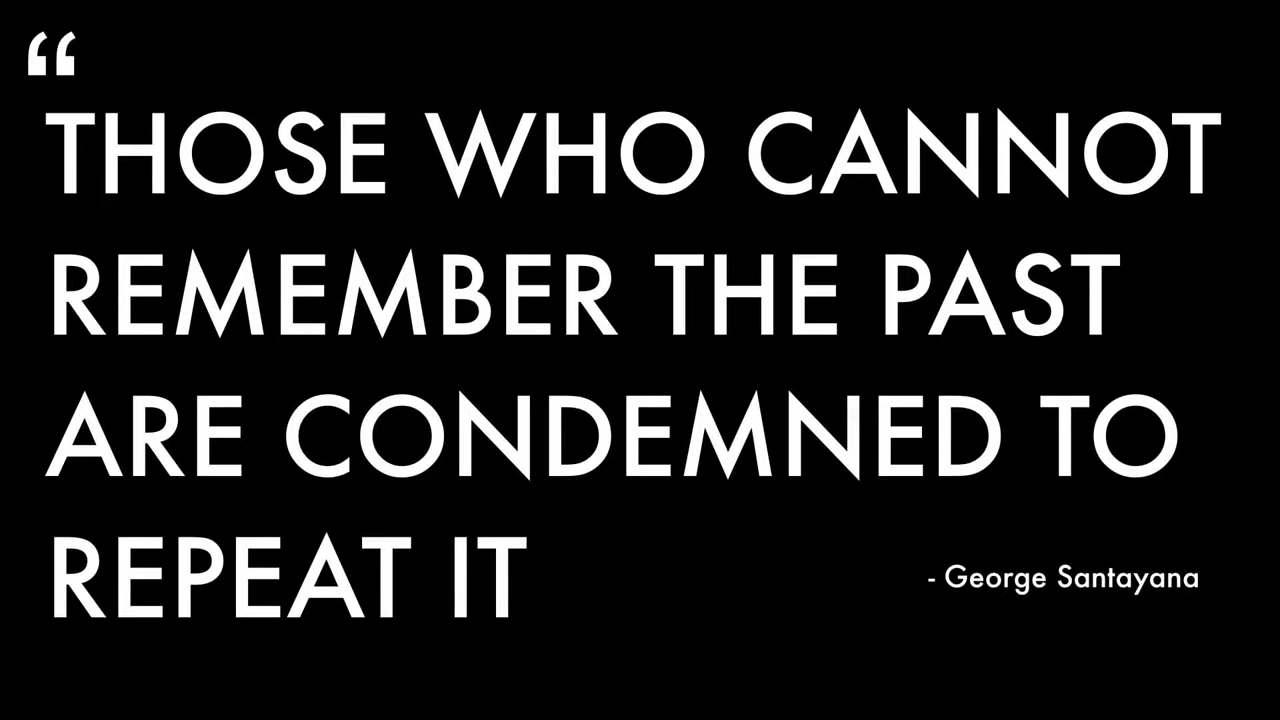 “
THOSE WHO CANNOT
REMEMBER THE PAST
ARE CONDEMNED TO
REPEAT IT
- George Santayana